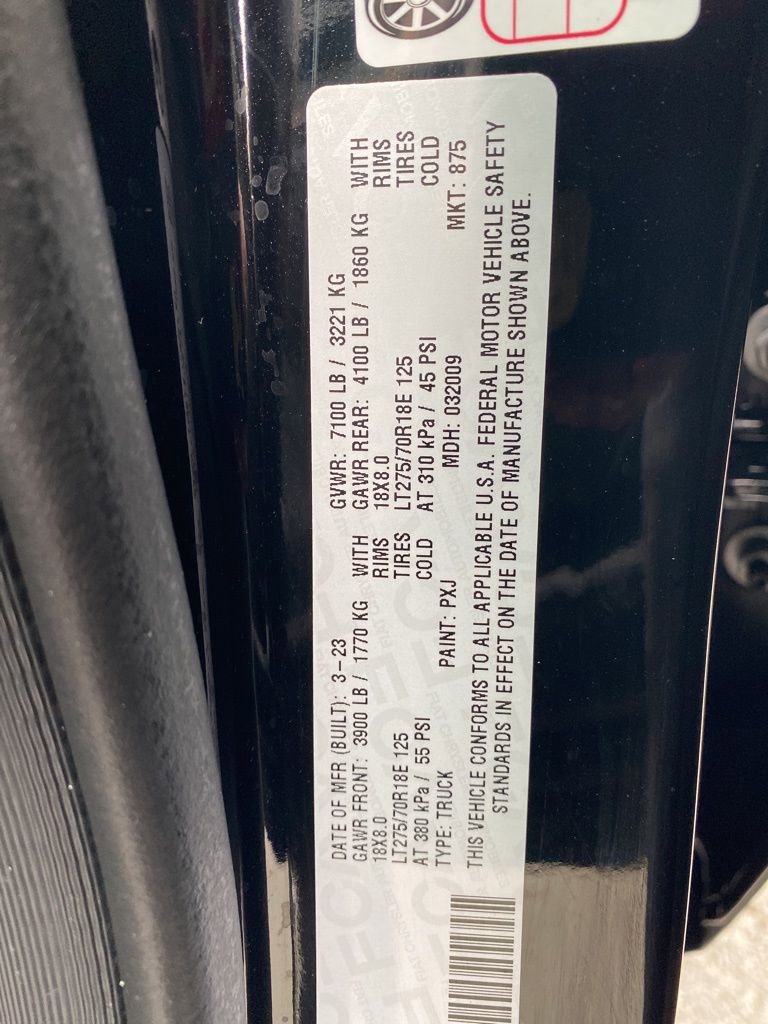 DATE OF MFR (BUILT): 3-23 GVWR: 7100 LB / 3221 KG
GAWR FRONT: 3900 LB / 1770 KG WITH GAWR REAR: 4100 LB / 1860 KG WITH
18X8.0 RIMS 18X8.0 RIMS
LT275/70R18E 125 TIRES LT275/70R18E 125 TIRES
AT 380 kPa / 55 PSI COLD AT 310 kPa / 45 PSI COLD
TYPE: TRUCK PAINT: PXJ MDH: 032009 MKT: 875
THIS VEHICLE CONFORMS TO ALL APPLICABLE U.S.A. FEDERAL MOTOR VEHICLE SAFETY
STANDARDS IN EFFECT ON THE DATE OF MANUFACTURE SHOWN ABOVE.